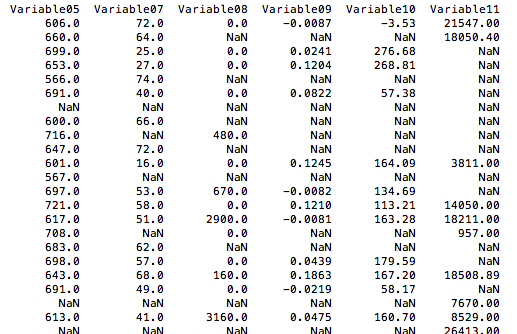 Variable05 Variable07 Variable08 Variable09 Variable10 Variable11
606.0 72.0 0.0 -0.0087 -3.53 21547.00
660.0 64.0 NaN NaN NaN 18050.40
699.0 25.0 0.0 0.0241 276.68 NaN
653.0 27.0 0.0 0.1204 268.81 NaN
566.0 74.0 NaN NaN NaN NaN
691.0 40.0 0.0 0.0822 57.38 NaN
NaN NaN NaN NaN NaN NaN
600.0 66.0 NaN NaN NaN NaN
716.0 NaN 480.0 NaN NaN NaN
647.0 72.0 NaN NaN NaN NaN
601.0 16.0 0.0 0.1245 164.09 3811.00
567.0 NaN NaN NaN NaN NaN
697.0 53.0 670.0 -0.0082 134.69 NaN
721.0 58.0 0.0 0.1210 113.21 14050.00
617.0 51.0 2900.0 -0.0081 163.28 18211.00
708.0 NaN 0.0 NaN NaN 957.00
683.0 62.0 NaN NaN NaN NaN
698.0 57.0 0.0 0.0439 179.59 NaN
643.0 68.0 160.0 0.1863 167.20 18508.89
691.0 49.0 0.0 -0.0219 58.17 NaN
NaN NaN NaN NaN NaN 7670.00
613.0 41.0 3160.0 0.0475 160.70 8529.00
NaN NaN NaN NaN NaN 26413.00